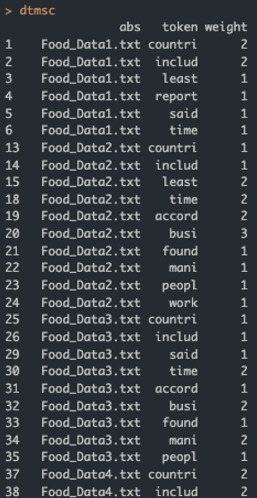 > dtmsc
abs token weight
1 Food_Data1.txt countri 2
2 Food_Data1.txt includ 2
3 Food_Data1.txt least 1
4 Food_Data1.txt report 1
5 Food_Data1.txt said 1
6 Food_Data1.txt time 1
13 Food_Data2.txt countri 1
14 Food_Data2.txt includ 1
15 Food_Data2.txt least 2
18 Food_Data2.txt time 2
19 Food_Data2.txt accord 2
20 Food_Data2.txt busi 3
21 Food_Data2.txt found 1
22 Food_Data2.txt mani 1
23 Food_Data2.txt peopl 1
24 Food_Data2.txt work 1
25 Food_Data3.txt countri 1
26 Food_Data3.txt includ 1
29 Food_Data3.txt said 1
30 Food_Data3.txt time 2
31 Food_Data3.txt accord 1
32 Food_Data3.txt busi 2
33 Food_Data3.txt found 1
34 Food_Data3.txt mani 2
35 Food_Data3.txt peopl 1
37 Food_Data4.txt countri 2
38 Food_Data4.txt includ 2